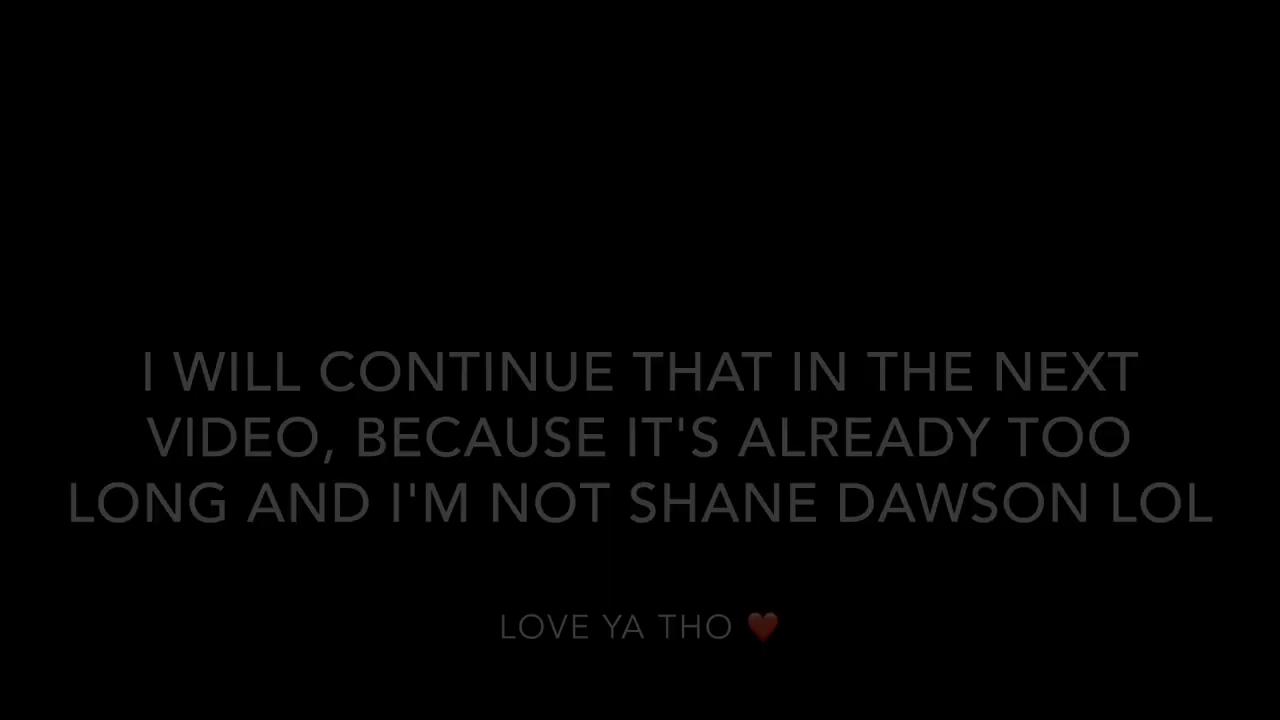 I WILL CONTINUE THAT IN THE NEXT
VIDEO, BECAUSE IT'S ALREADY TOO
LONG AND I'M NOT SHANE DAWSON LOL
LOVE YA THO ❤️